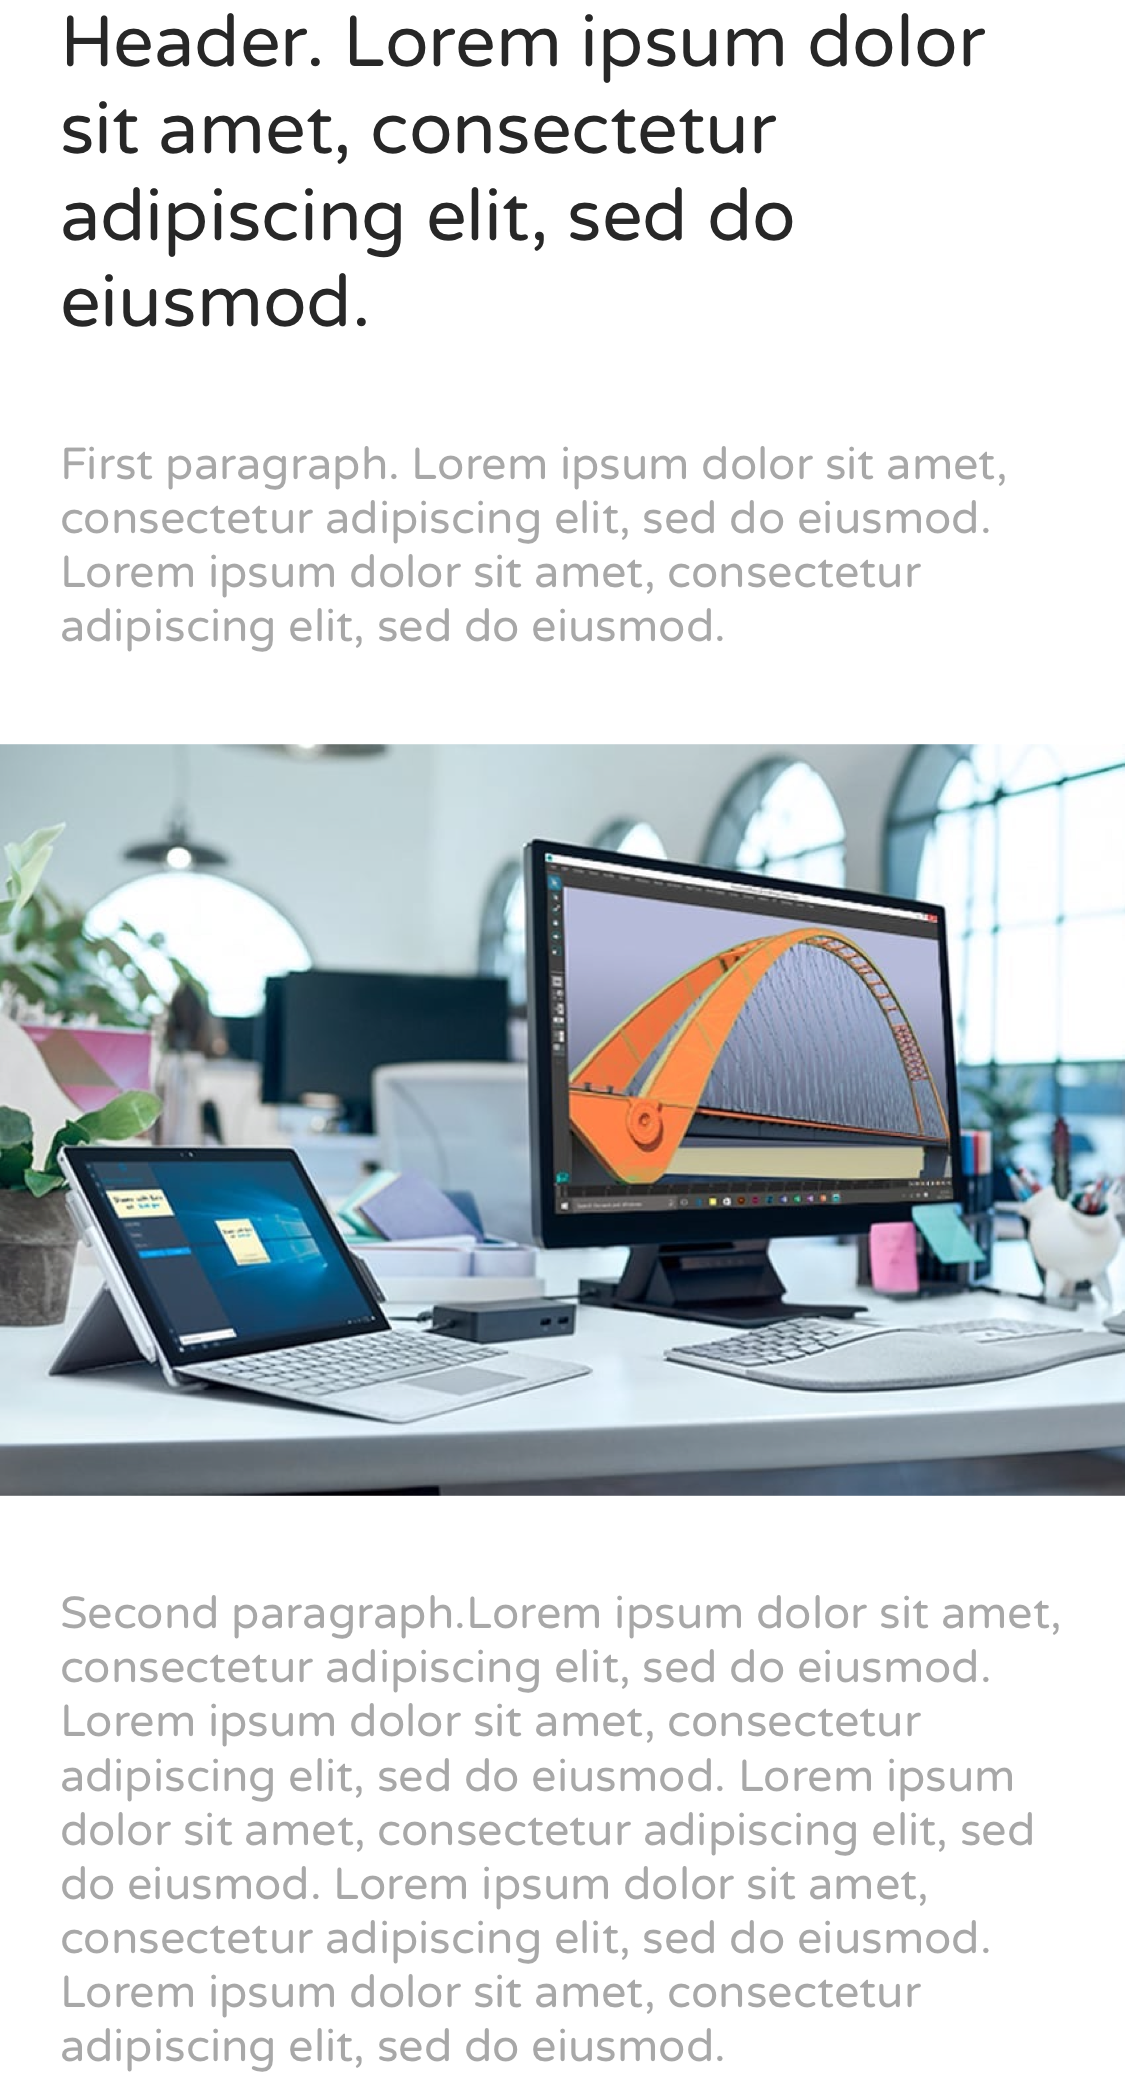 Header. Lorem ipsum dolor
sit amet, consectetur
adipiscing elit, sed do
eiusmod.
First paragraph. Lorem ipsum dolor sit amet,
consectetur adipiscing elit, sed do eiusmod.
Lorem ipsum dolor sit amet, consectetur
adipiscing elit, sed do eiusmod.
Second paragraph.Lorem ipsum dolor sit amet,
consectetur adipiscing elit, sed do eiusmod.
Lorem ipsum dolor sit amet, consectetur
adipiscing elit, sed do eiusmod. Lorem ipsum
dolor sit amet, consectetur adipiscing elit, sed
do eiusmod. Lorem ipsum dolor sit amet,
consectetur adipiscing elit, sed do eiusmod.
Lorem ipsum dolor sit amet, consectetur
adipiscing elit, sed do eiusmod.